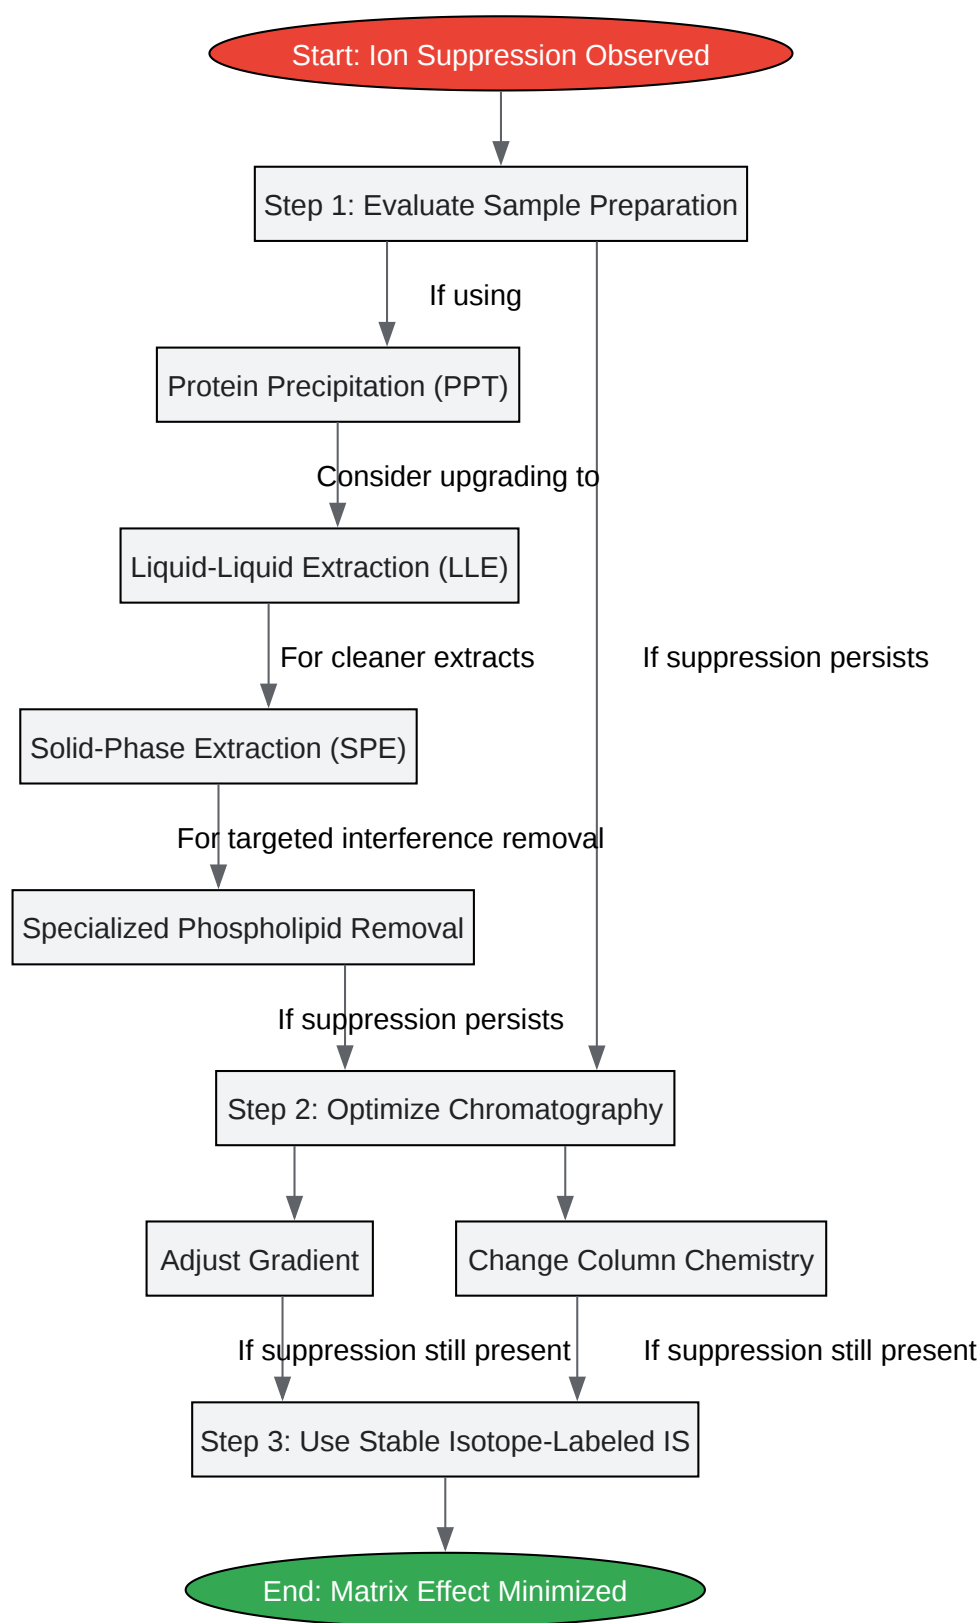 Start: Ion Suppression Observed
Step 1: Evaluate Sample Preparation
If using
Protein Precipitation (PPT)
Consider upgrading to
Liquid-Liquid Extraction (LLE)
For cleaner extracts
If suppression persists
Solid-Phase Extraction (SPE)
For targeted interference removal
Specialized Phospholipid Removal
If suppression persists
Step 2: Optimize Chromatography
Adjust Gradient
Change Column Chemistry
If suppression still present
If suppression still present
Step 3: Use Stable Isotope-Labeled IS
End: Matrix Effect Minimized